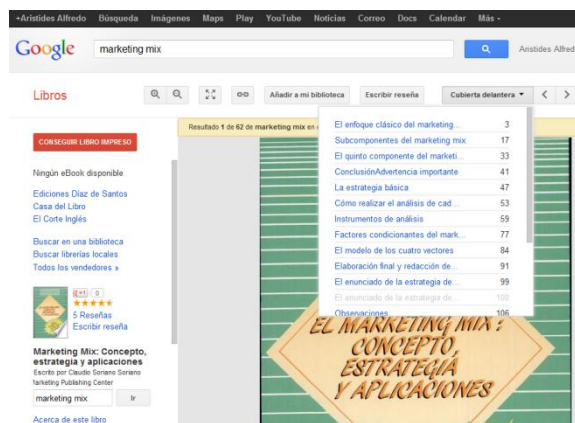 +Aristides Alfredo Búsqueda Imágenes Maps Play YouTube Noticias Correo Docs Calendar Más -
Google marketing mix Aristides Alfred
Libros Añadir a mi biblioteca Escribir reseña Cubierta delantera
Resultado 1 de 62 de marketing mix en
CONSEGUIR LIBRO IMPRESO
Ningún eBook disponible
Ediciones Díaz de Santos
Casa del Libro
El Corte Inglés
Buscar en una biblioteca
Buscar librerías locales
Todos los vendedores »
+1 0
5 Reseñas
Escribir reseña
Marketing Mix: Concepto,
estrategia y aplicaciones
Escrito por Claudio Soriano Soriano
Marketing Publishing Center
marketing mix Ir
Acerca de este libro
El enfoque clásico del marketing... 3
Subcomponentes del marketing mix 17
El quinto componente del marketi... 33
ConclusiónAdvertencia importante 41
La estrategia básica 47
Cómo realizar el análisis de cad... 53
Instrumentos de análisis 59
Factores condicionantes del mark... 77
El modelo de los cuatro vectores 84
Elaboración final y redacción de... 91
El enunciado de la estrategia de... 99
El enunciado de la estrategia de... 100
Observaciones 106
EL MARKETING MIX:
CONCEPTO,
ESTRATEGIA
Y APLICACIONES